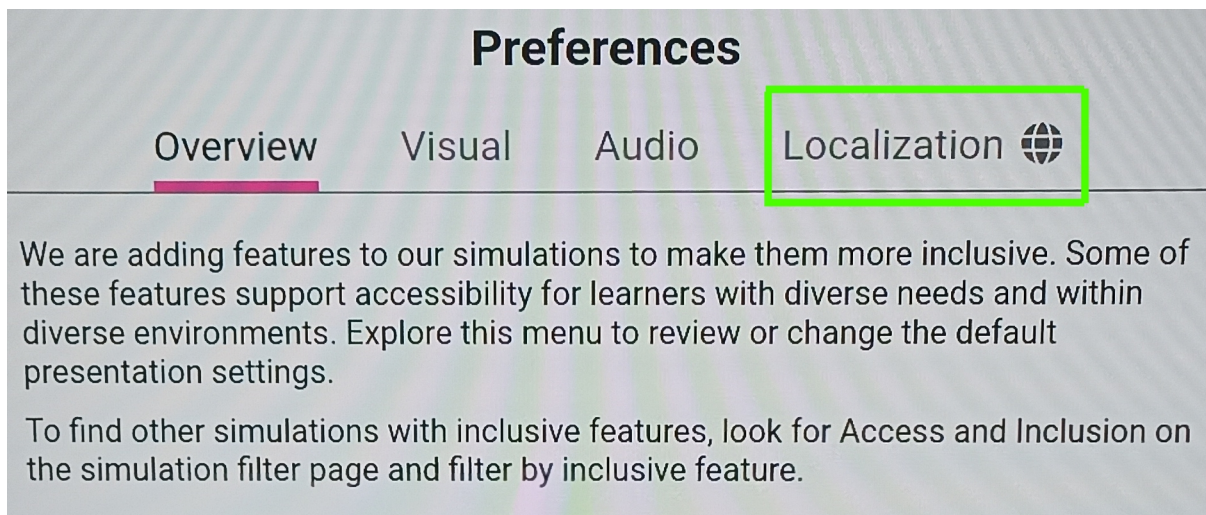 Preferences
Overview Visual Audio Localization
We are adding features to our simulations to make them more inclusive. Some of
these features support accessibility for learners with diverse needs and within
diverse environments. Explore this menu to review or change the default
presentation settings.
To find other simulations with inclusive features, look for Access and Inclusion on
the simulation filter page and filter by inclusive feature.